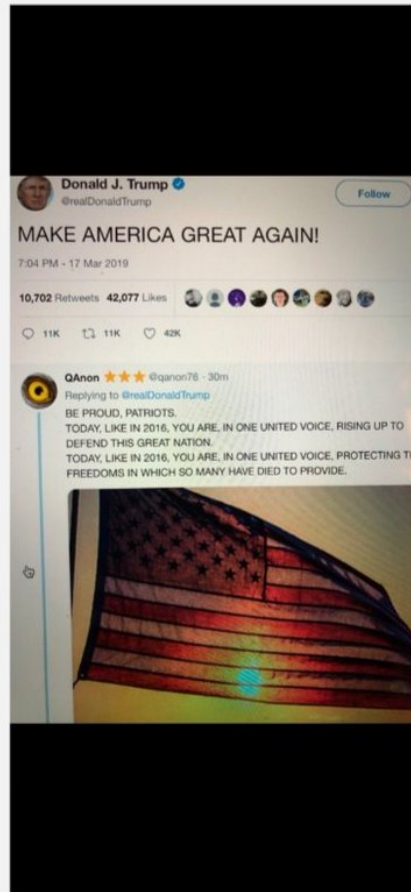 Donald J. Trump
@realDonaldTrump
Follow
MAKE AMERICA GREAT AGAIN!
7:04 PM - 17 Mar 2019
10,702 Retweets 42,077 Likes
11K 11K 42K
QAnon ★★★ @qanon76 · 30m
Replying to @realDonaldTrump
BE PROUD, PATRIOTS.
TODAY, LIKE IN 2016, YOU ARE, IN ONE UNITED VOICE, RISING UP TO
DEFEND THIS GREAT NATION.
TODAY, LIKE IN 2016, YOU ARE, IN ONE UNITED VOICE, PROTECTING
FREEDOMS IN WHICH SO MANY HAVE DIED TO PROVIDE.